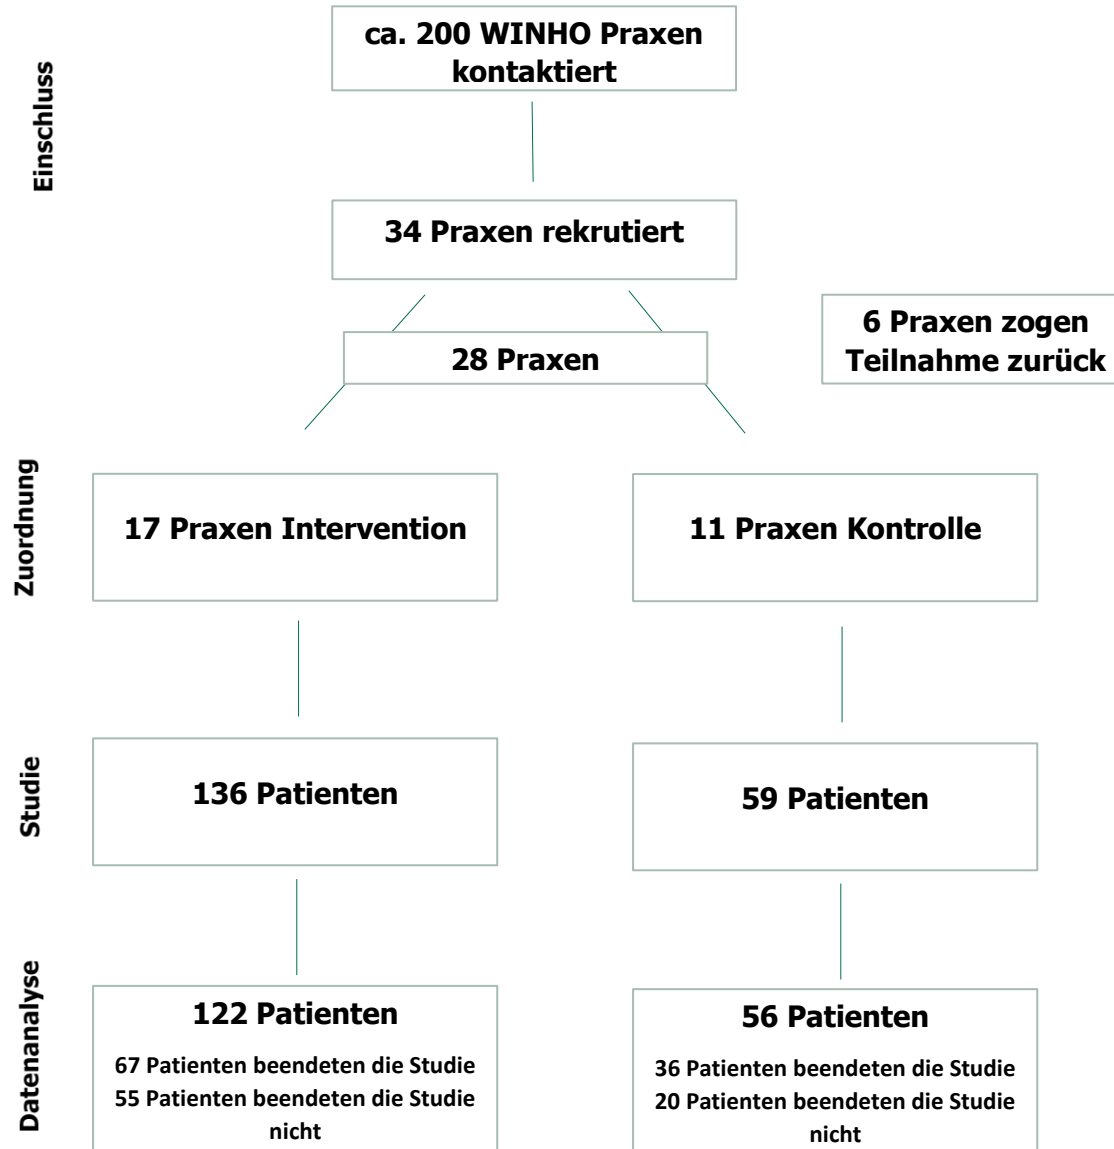 Einschluss
ca. 200 WINHO Praxen
kontaktiert
34 Praxen rekrutiert
6 Praxen zogen
Teilnahme zurück
28 Praxen
Zuordnung
17 Praxen Intervention
11 Praxen Kontrolle
Studie
136 Patienten
59 Patienten
Datenanalyse
122 Patienten
67 Patienten beendeten die Studie
55 Patienten beendeten die Studie
nicht
56 Patienten
36 Patienten beendeten die Studie
20 Patienten beendeten die Studie
nicht